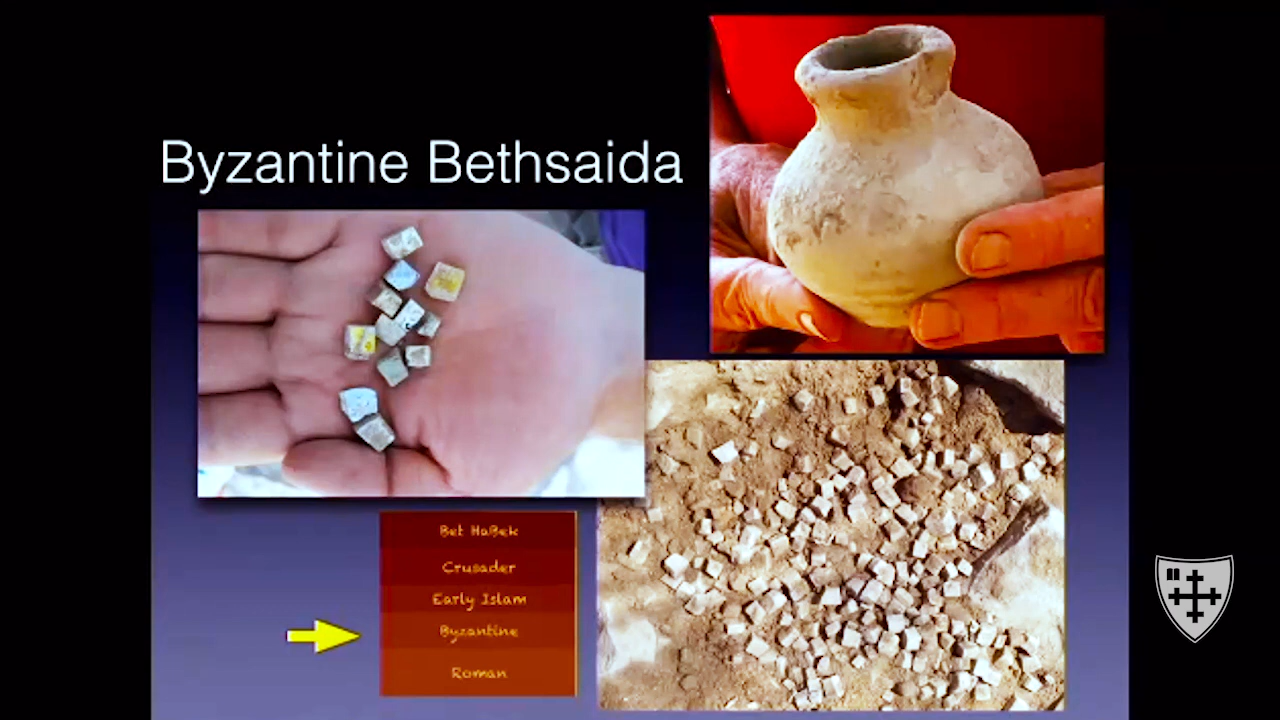 Byzantine Bethsaida
Bet HaBek
Crusader
Early Islam
Byzantine
Roman